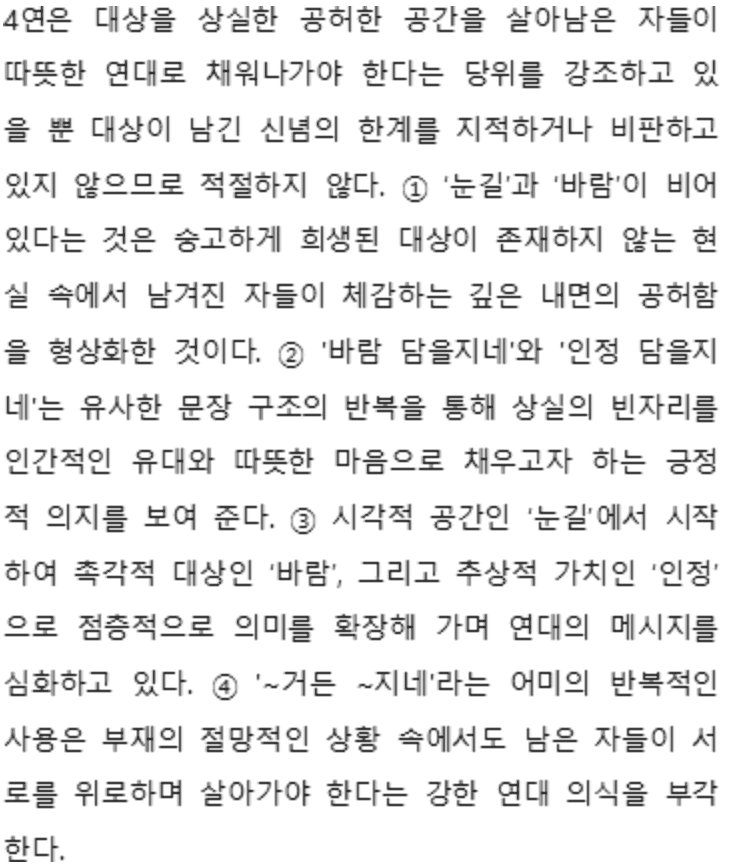 4연은 대상을 상실한 공허한 공간을 살아남은 자들이
따뜻한 연대로 채워나가야 한다는 당위를 강조하고 있
을 뿐 대상이 남긴 신념의 한계를 지적하거나 비판하고
있지 않으므로 적절하지 않다. ① '눈길'과 '바람'이 비어
있다는 것은 숭고하게 희생된 대상이 존재하지 않는 현
실 속에서 남겨진 자들이 체감하는 깊은 내면의 공허함
을 형상화한 것이다. ② '바람 담을지네'와 '인정 담을지
네'는 유사한 문장 구조의 반복을 통해 상실의 빈자리를
인간적인 유대와 따뜻한 마음으로 채우고자 하는 긍정
적 의지를 보여 준다. ③ 시각적 공간인 '눈길'에서 시작
하여 촉각적 대상인 '바람', 그리고 추상적 가치인 '인정'
으로 점층적으로 의미를 확장해 가며 연대의 메시지를
심화하고 있다. ④ '~거든 ~지네'라는 어미의 반복적인
사용은 부재의 절망적인 상황 속에서도 남은 자들이 서
로를 위로하며 살아가야 한다는 강한 연대 의식을 부각
한다.